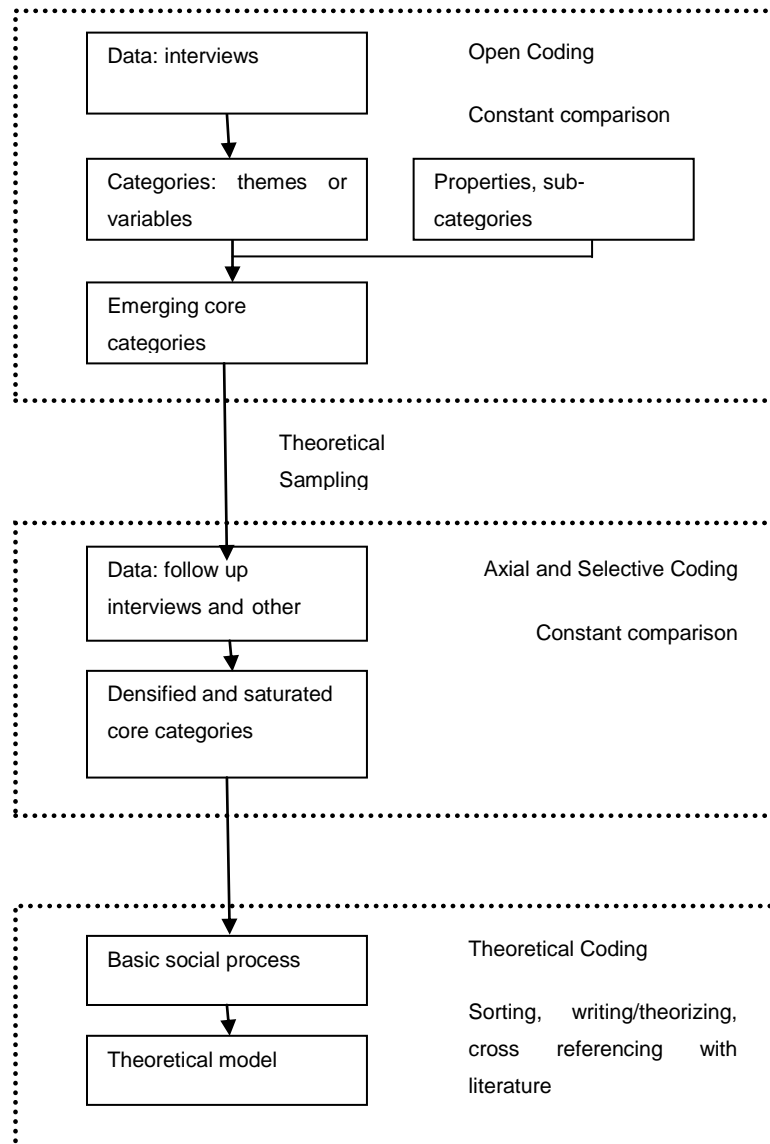 Data: interviews
Open Coding
Constant comparison
Categories: themes or
variables
Properties, sub-
categories
Emerging core
categories
Theoretical
Sampling
Data: follow up
interviews and other
Axial and Selective Coding
Constant comparison
Densified and saturated
core categories
Basic social process
Theoretical Coding
Theoretical model
Sorting, writing/theorizing,
cross referencing with
literature